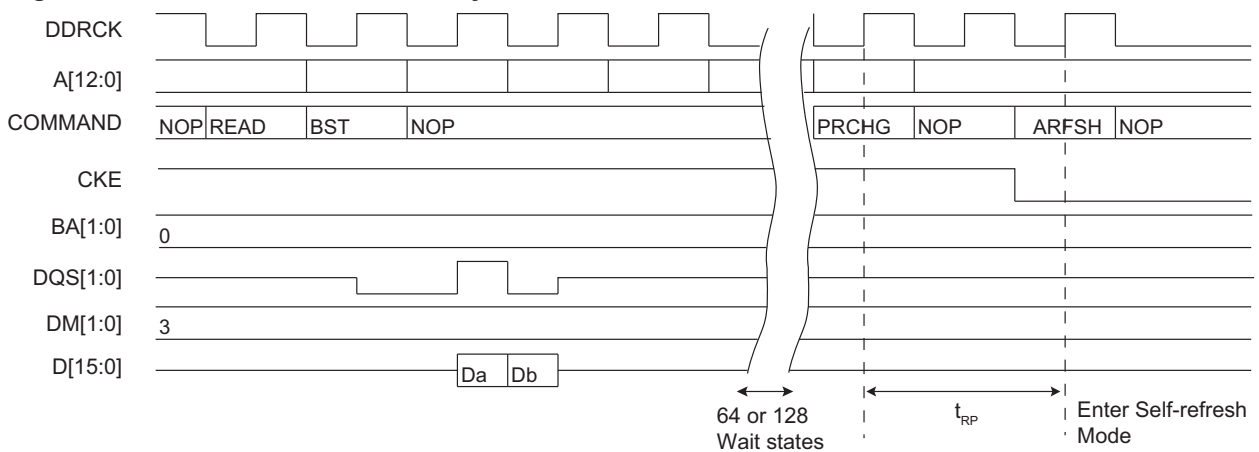 DDRCK
A[12:0]
COMMAND NOP READ BST NOP PRCHG NOP ARFSH NOP
CKE
BA[1:0] 0
DQS[1:0]
DM[1:0] 3
D[15:0] Da Db
64 or 128
Wait states
tRP
Enter Self-refresh
Mode